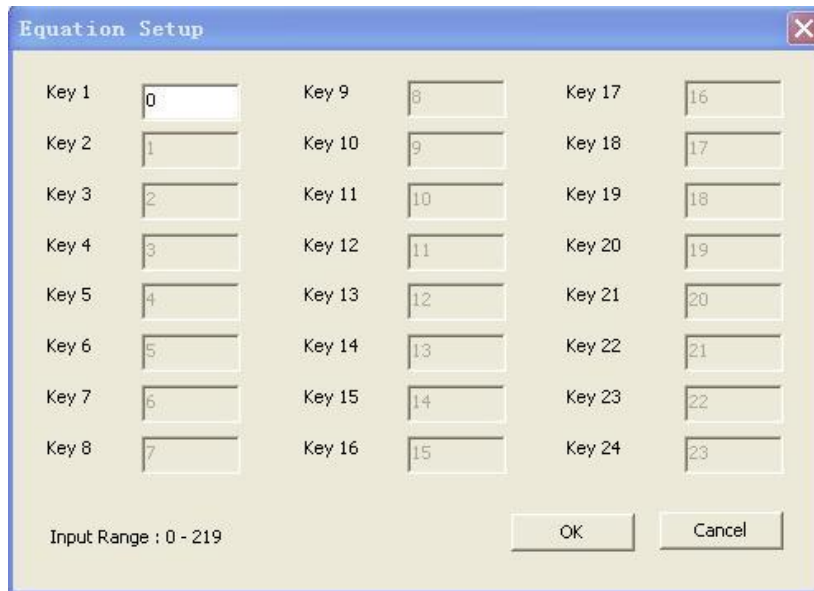 Equation Setup
Key 1 0 Key 9 8 Key 17 16
Key 2 1 Key 10 9 Key 18 17
Key 3 2 Key 11 10 Key 19 18
Key 4 3 Key 12 11 Key 20 19
Key 5 4 Key 13 12 Key 21 20
Key 6 5 Key 14 13 Key 22 21
Key 7 6 Key 15 14 Key 23 22
Key 8 7 Key 16 15 Key 24 23
Input Range : 0 - 219 OK Cancel